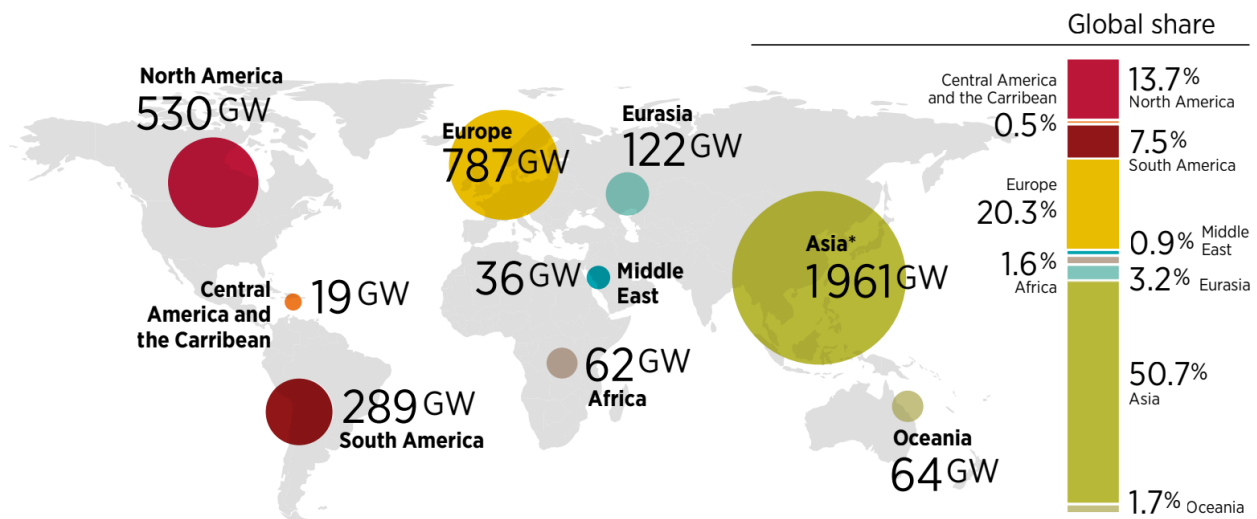 North America
530 GW
Europe
787 GW
Eurasia
122 GW
Asia*
1961 GW
36 GW
Middle
East
Central
America and
the Carribean
19 GW
62 GW
Africa
289 GW
South America
Oceania
64 GW
Global share
Central America
and the Carribean
0.5%
13.7%
North America
7.5%
South America
Europe
20.3%
0.9% Middle
East
1.6%
Africa
3.2% Eurasia
50.7%
Asia
1.7% Oceania